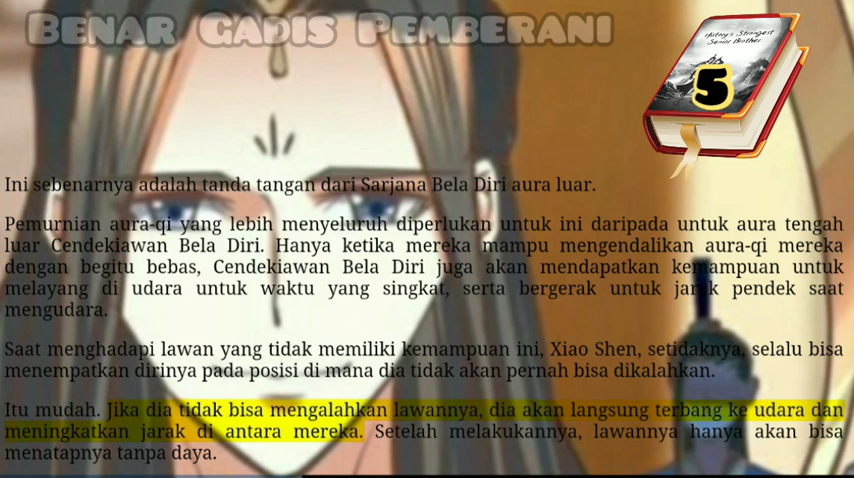 Benar Gadis Pemberani
History's Strongest
Senior Brother
5
Ini sebenarnya adalah tanda tangan dari Sarjana Bela Diri aura luar.
Pemurnian aura-qi yang lebih menyeluruh diperlukan untuk ini daripada untuk aura tengah
luar Cendekiawan Bela Diri. Hanya ketika mereka mampu mengendalikan aura-qi mereka
dengan begitu bebas, Cendekiawan Bela Diri juga akan mendapatkan kemampuan untuk
melayang di udara untuk waktu yang singkat, serta bergerak untuk jarak pendek saat
mengudara.
Saat menghadapi lawan yang tidak memiliki kemampuan ini, Xiao Shen, setidaknya, selalu bisa
menempatkan dirinya pada posisi di mana dia tidak akan pernah bisa dikalahkan.
Itu mudah. Jika dia tidak bisa mengalahkan lawannya, dia akan langsung terbang ke udara dan
meningkatkan jarak di antara mereka. Setelah melakukannya, lawannya hanya akan bisa
menatapnya tanpa daya.